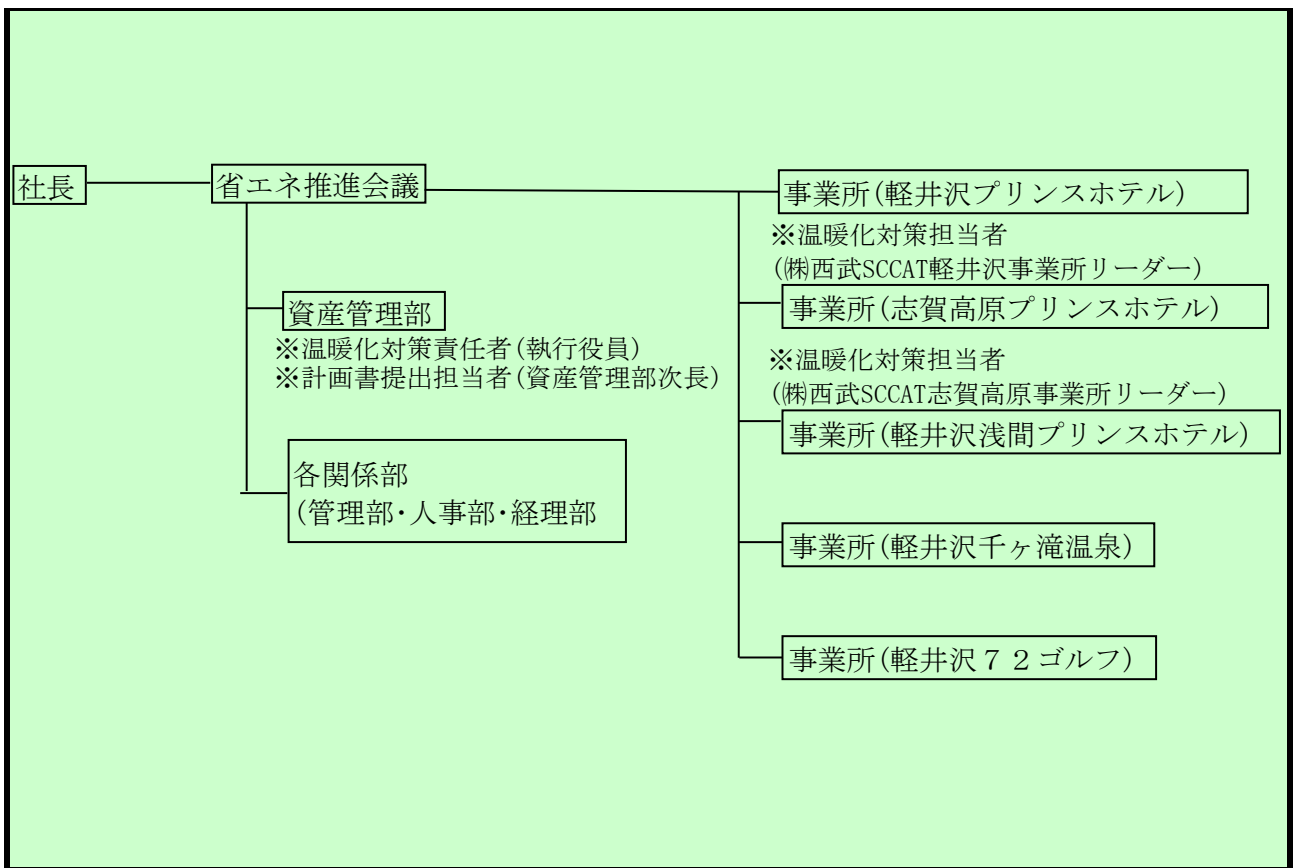 社長
省エネ推進会議
資産管理部
※温暖化対策責任者(執行役員)
※計画書提出担当者(資産管理部次長)
各関係部
(管理部・人事部・経理部
事業所(軽井沢プリンスホテル)
※温暖化対策担当者
(㈱西武SCCAT軽井沢事業所リーダー)
事業所(志賀高原プリンスホテル)
※温暖化対策担当者
(㈱西武SCCAT志賀高原事業所リーダー)
事業所(軽井沢浅間プリンスホテル)
事業所(軽井沢千ヶ滝温泉)
事業所(軽井沢７２ゴルフ)